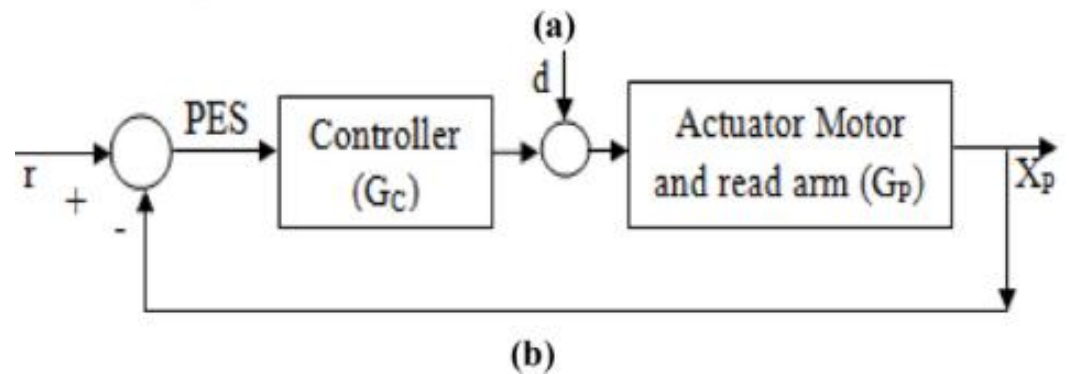 (a)
d
PES
Controller
(GC)
Actuator Motor
and read arm (GP)
r
+
-
XP
(b)